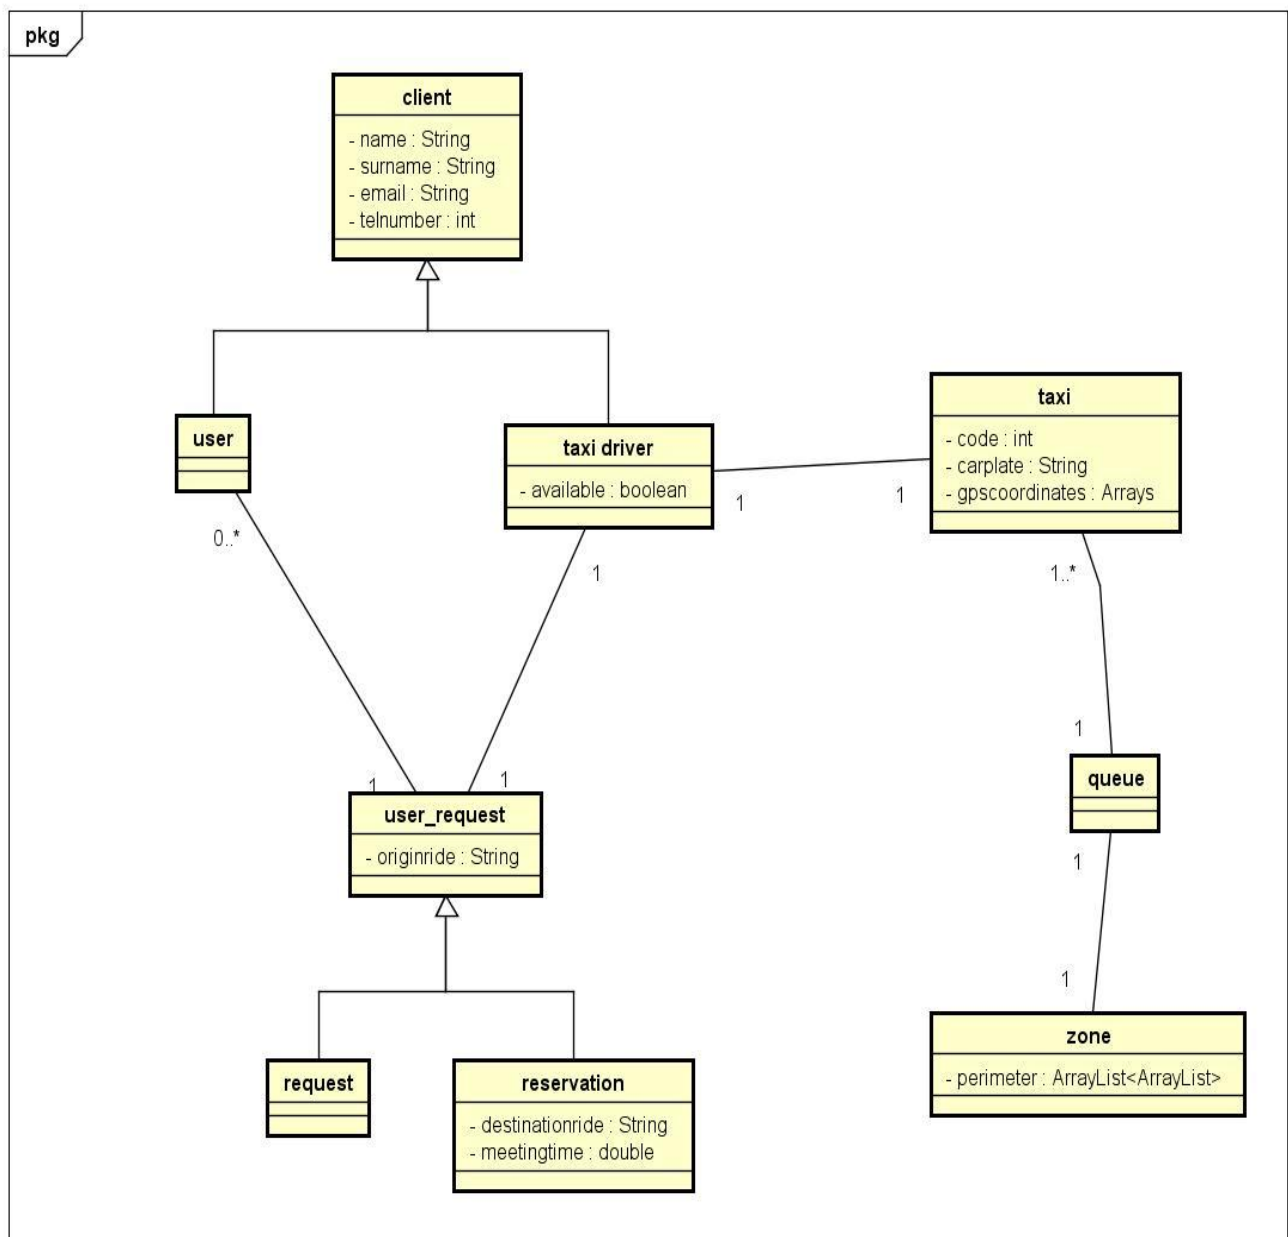 pkg
client
- name : String
- surname : String
- email : String
- telnumber : int
user
taxi driver
- available : boolean
taxi
- code : int
- carplate : String
- gpscoordinates : Arrays
1
1
0..*
1
1..*
1
queue
1
1
1
user_request
- originride : String
1
zone
- perimeter : ArrayList<ArrayList>
request
reservation
- destinationride : String
- meetingtime : double